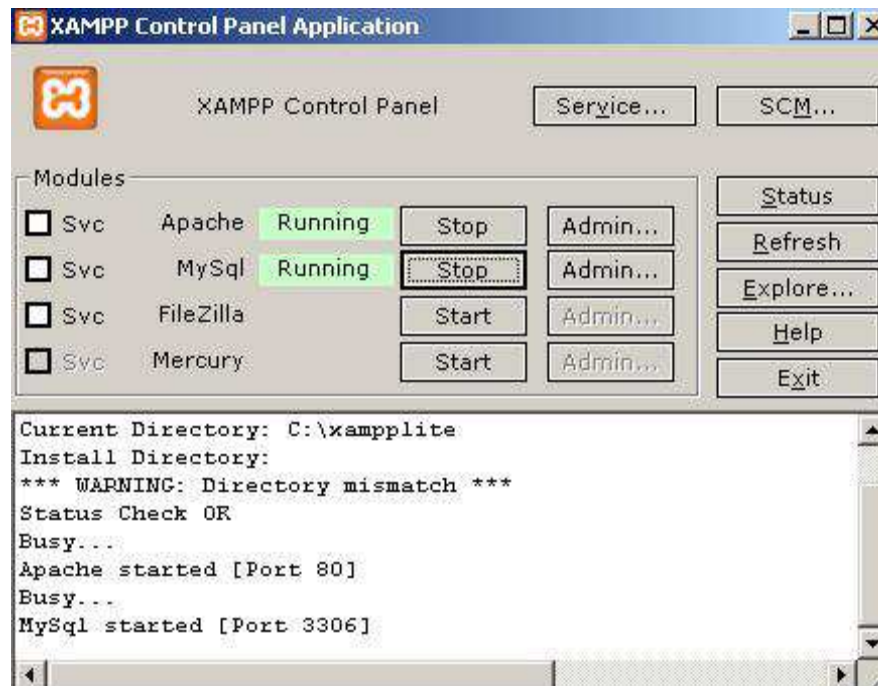 XAMPP Control Panel Application
XAMPP Control Panel Service... SCM...
Modules
Svc Apache Running Stop Admin...
Svc MySql Running Stop Admin...
Svc FileZilla Start Admin...
Svc Mercury Start Admin...
Status
Refresh
Explore...
Help
Exit
Current Directory: C:\xampplite
Install Directory:
*** WARNING: Directory mismatch ***
Status Check OK
Busy...
Apache started [Port 80]
Busy...
MySql started [Port 3306]